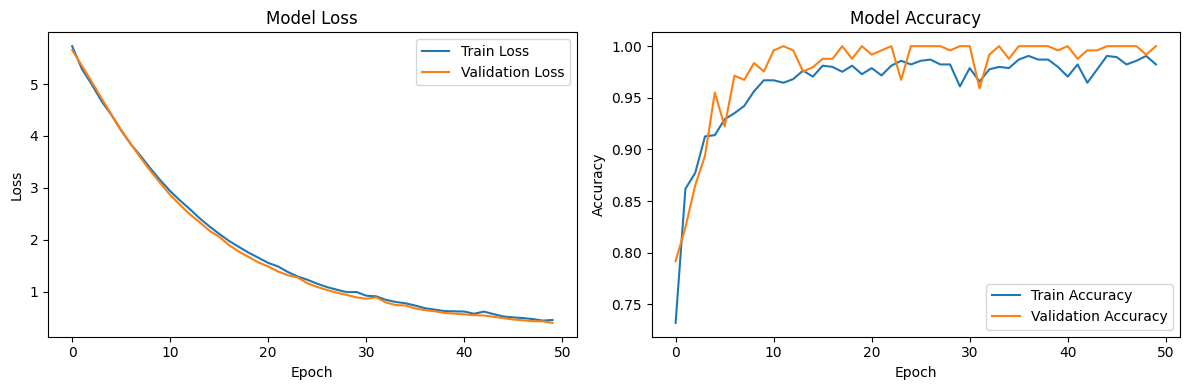 Model Loss
Train Loss
Validation Loss
5
4
3
2
1
Loss
0
10
20
30
40
50
Epoch
Model Accuracy
1.00
0.95
0.90
0.85
0.80
0.75
Accuracy
Train Accuracy
Validation Accuracy
0
10
20
30
40
50
Epoch